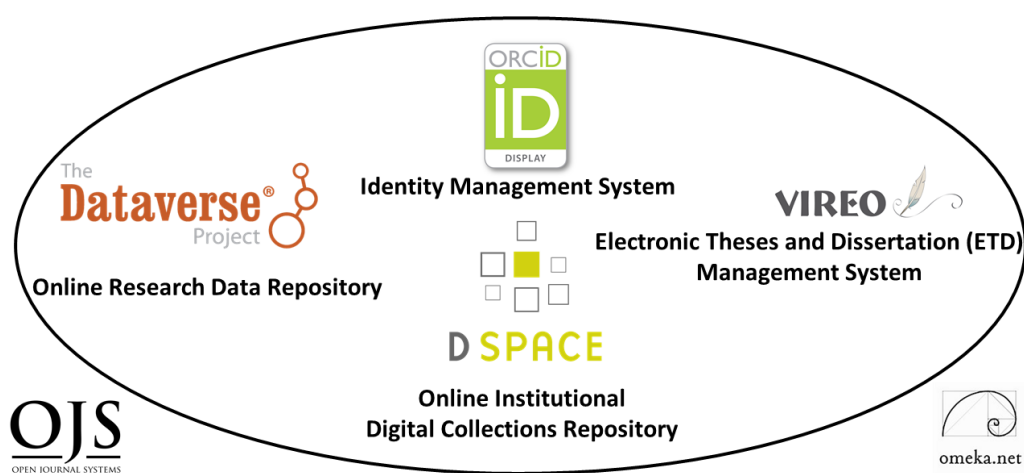 ORCiD
iD
DISPLAY
Identity Management System
The
Dataverse®
Project
Online Research Data Repository
VIREO
Electronic Theses and Dissertation (ETD)
Management System
D SPACE
Online Institutional
Digital Collections Repository
OJS
OPEN JOURNAL SYSTEMS
omeka.net